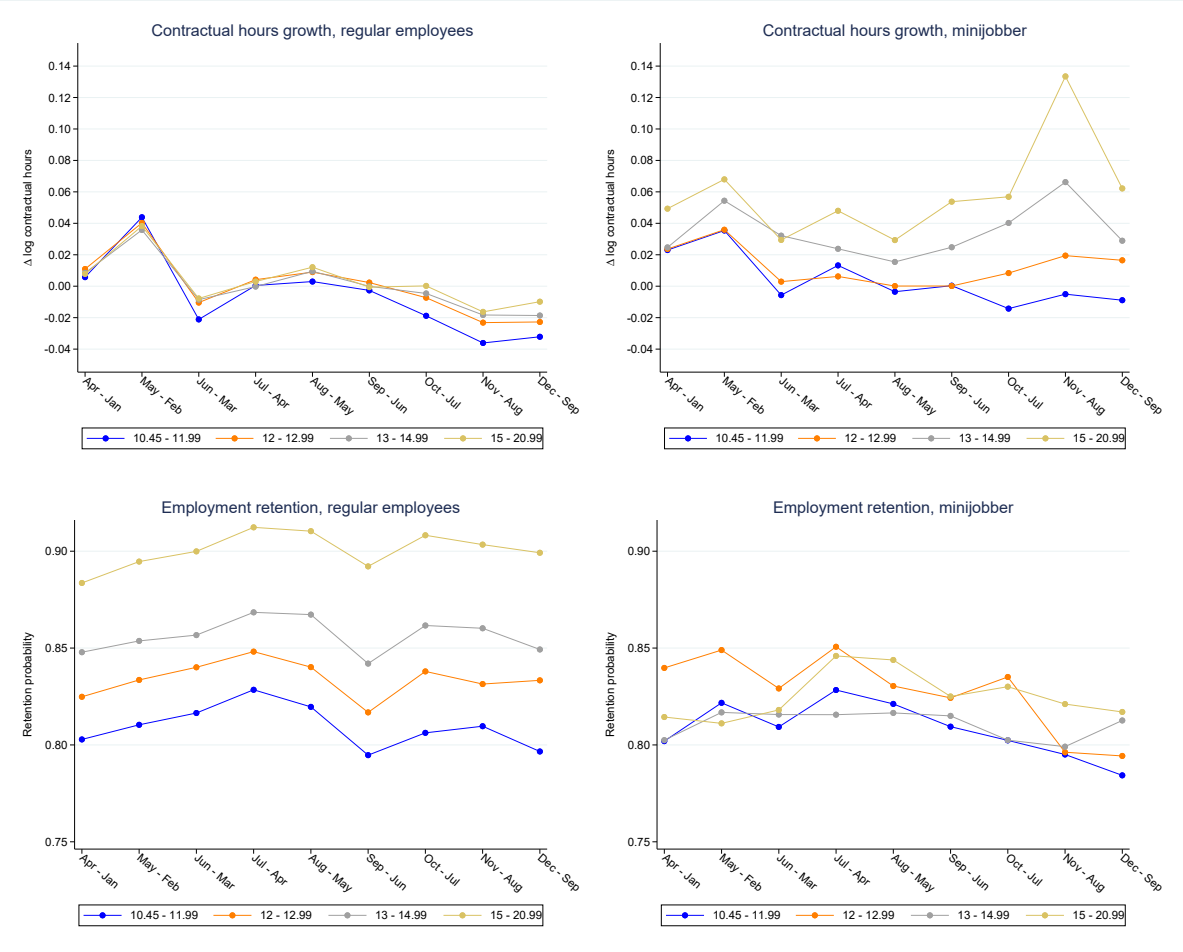 Contractual hours growth, regular employees
Δ log contractual hours
0.14
0.12
0.10
0.08
0.06
0.04
0.02
0.00
-0.02
-0.04
Apr - Jan
May - Feb
Jun - Mar
Jul - Apr
Aug - May
Sep - Jun
Oct - Jul
Nov - Aug
Dec - Sep
10.45 - 11.99 12 - 12.99 13 - 14.99 15 - 20.99
Contractual hours growth, minijobber
Δ log contractual hours
0.14
0.12
0.10
0.08
0.06
0.04
0.02
0.00
-0.02
-0.04
Apr - Jan
May - Feb
Jun - Mar
Jul - Apr
Aug - May
Sep - Jun
Oct - Jul
Nov - Aug
Dec - Sep
10.45 - 11.99 12 - 12.99 13 - 14.99 15 - 20.99
Employment retention, regular employees
Retention probability
0.90
0.85
0.80
0.75
Apr - Jan
May - Feb
Jun - Mar
Jul - Apr
Aug - May
Sep - Jun
Oct - Jul
Nov - Aug
Dec - Sep
10.45 - 11.99 12 - 12.99 13 - 14.99 15 - 20.99
Employment retention, minijobber
Retention probability
0.90
0.85
0.80
0.75
Apr - Jan
May - Feb
Jun - Mar
Jul - Apr
Aug - May
Sep - Jun
Oct - Jul
Nov - Aug
Dec - Sep
10.45 - 11.99 12 - 12.99 13 - 14.99 15 - 20.99